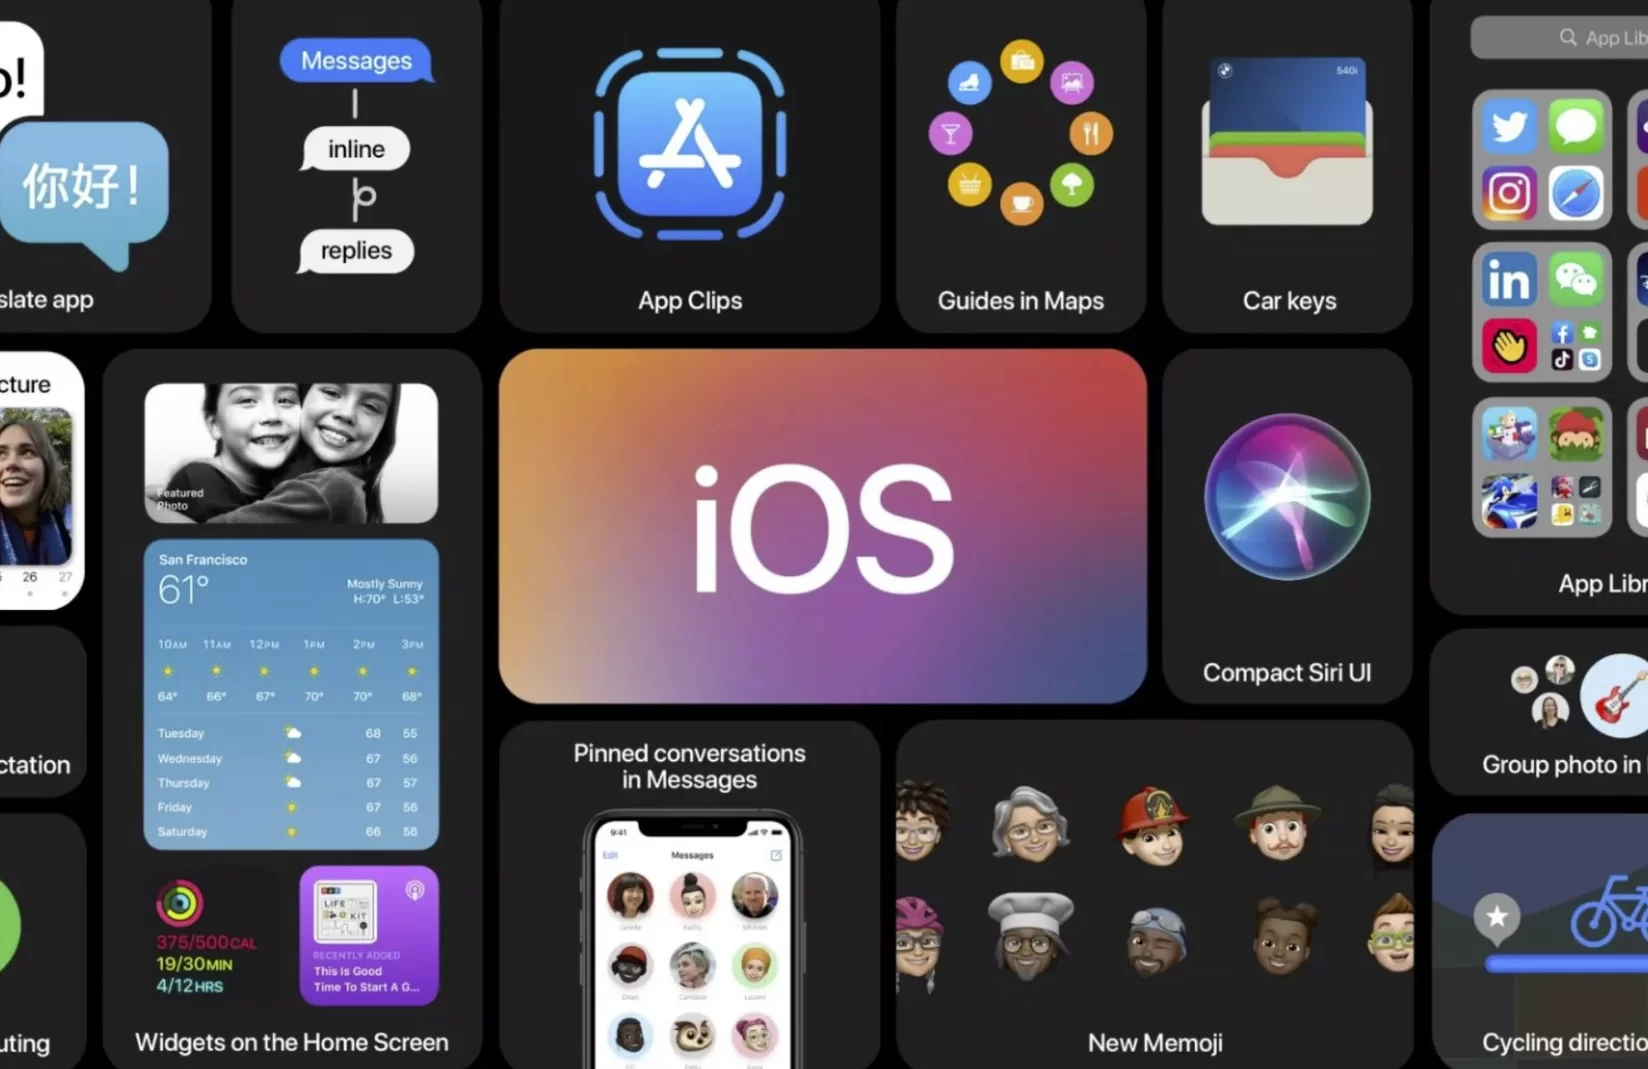 o!
你好!
slate app
Messages
inline
replies
App Clips
Guides in Maps
540i
Car keys
App Lib
in
App Libr
cture
26
27
Featured
Photo
San Francisco
61°
Mostly Sunny
H:70° L:53°
10AM 11AM 12PM 1PM 2PM 3PM
64° 66° 67° 70° 70° 68°
Tuesday 68 55
Wednesday 67 56
Thursday 67 57
Friday 67 56
Saturday 66 56
375/500CAL
19/30MIN
4/12HRS
LIFE
KIT
RECENTLY ADDED
This is Good
Time To Start A G...
Widgets on the Home Screen
iOS
Compact Siri UI
ctation
uting
Pinned conversations
in Messages
9:41
Edit Messages
New Memoji
Group photo in
Cycling directio